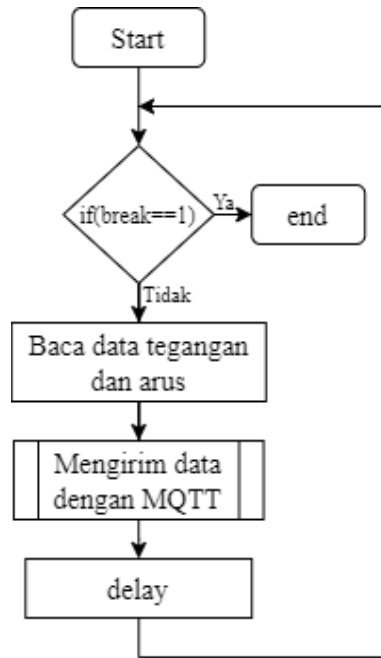 Start
if(break==1)
Ya
end
Tidak
Baca data tegangan
dan arus
Mengirim data
dengan MQTT
delay